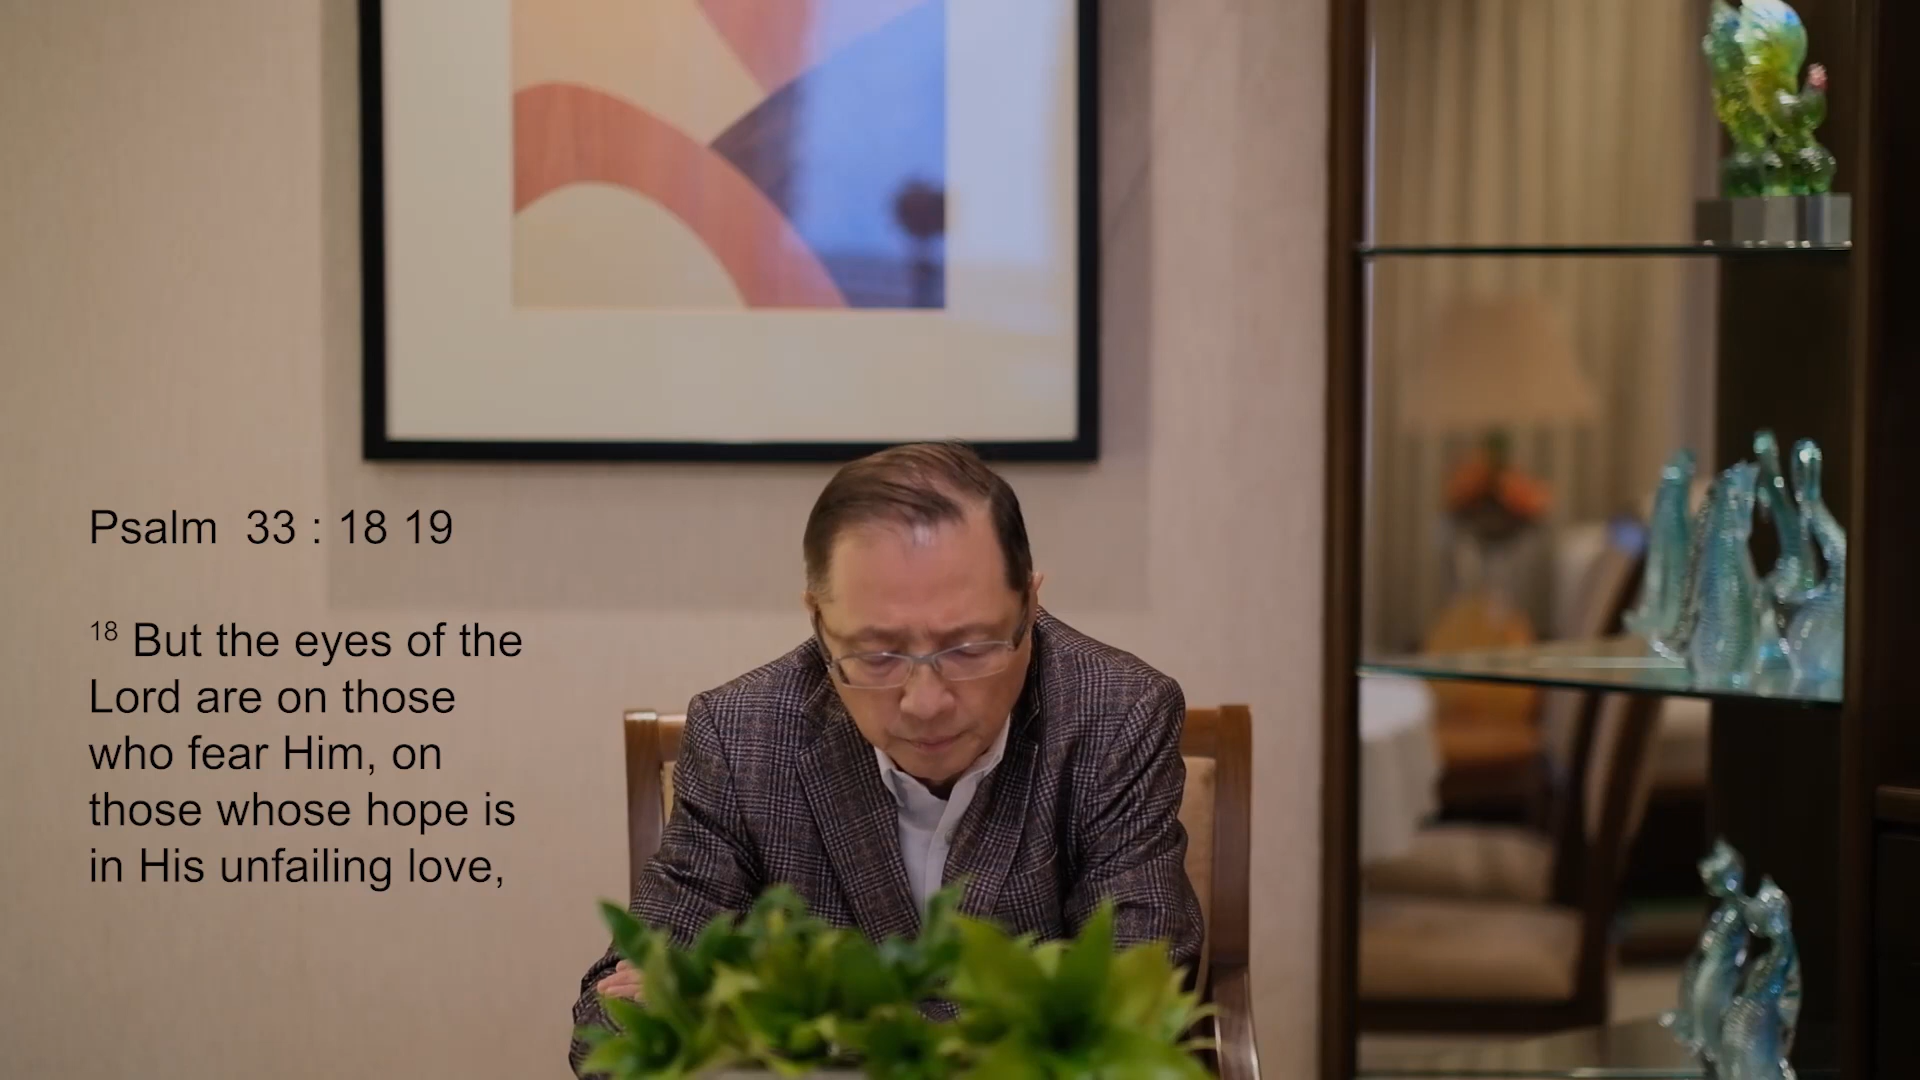 Psalm 33 : 18 19
18 But the eyes of the
Lord are on those
who fear Him, on
those whose hope is
in His unfailing love,